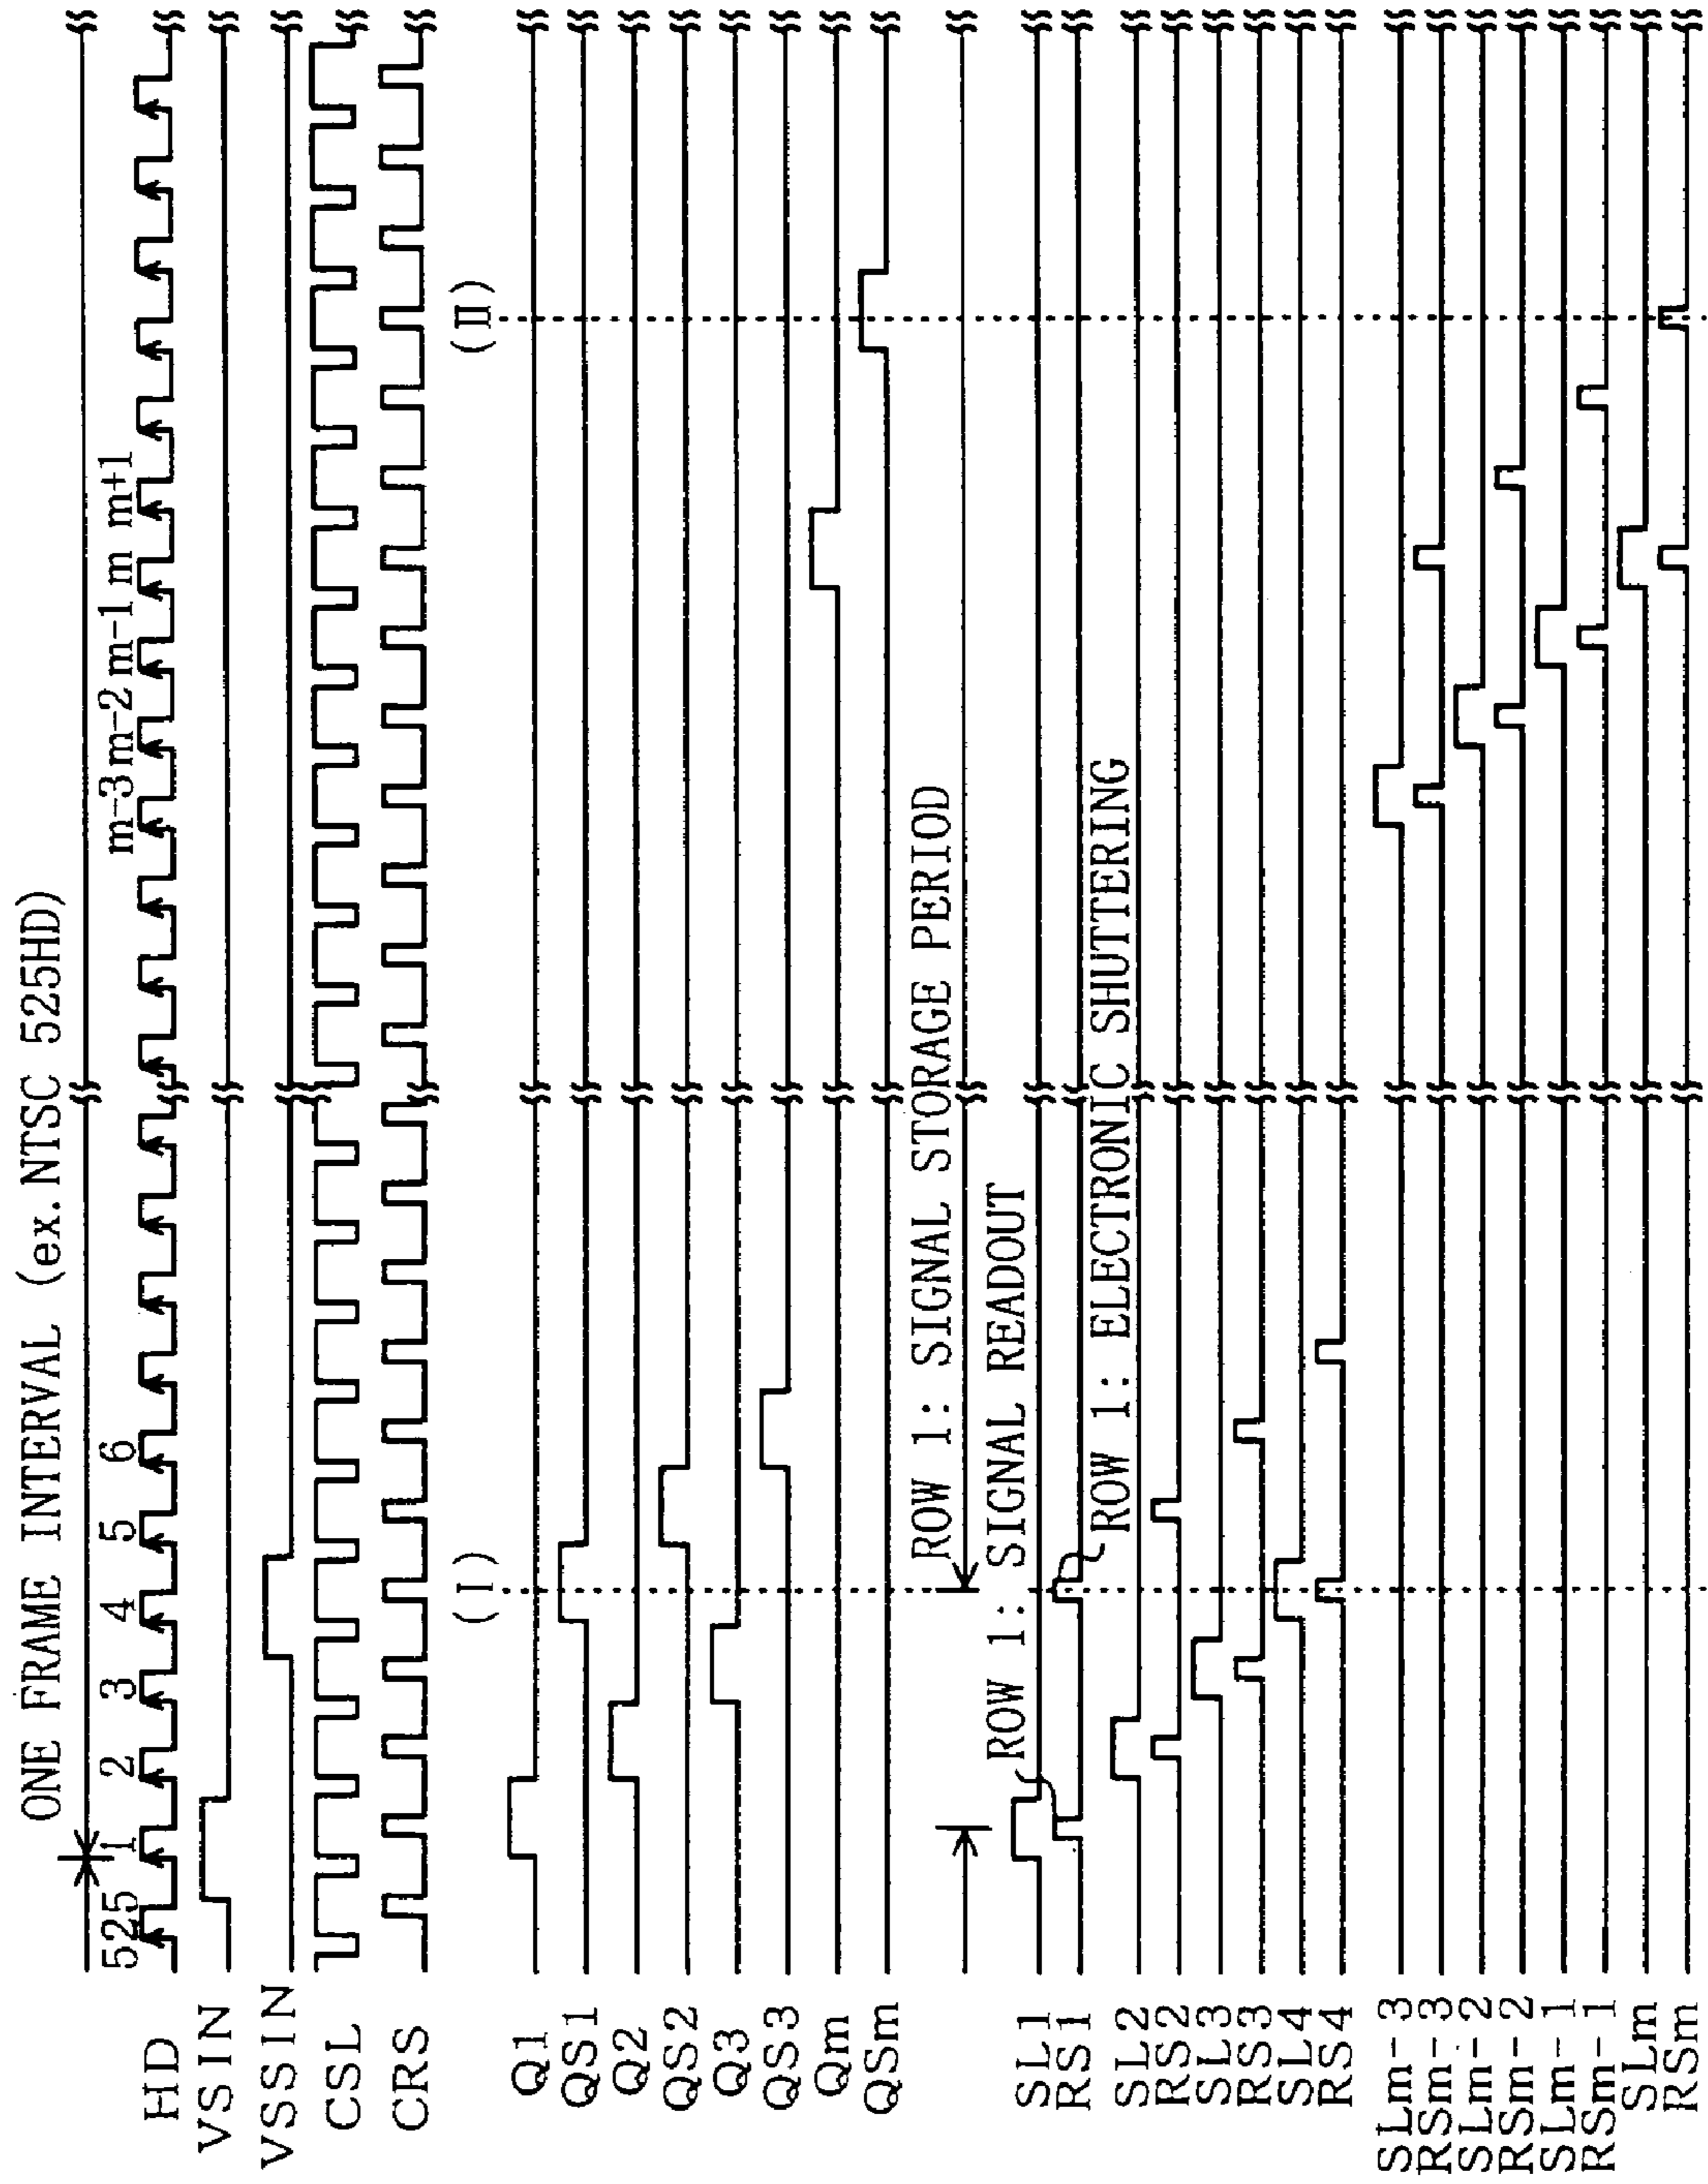 ONE FRAME INTERVAL (ex. NTSC 525HD)
525 1 2 3 4 5 6 m-3 m-2 m-1 m m+1
HD
VSIN
VSSIN
CSL
CRS
(I) (II)
Q1
QS1
Q2
QS2
Q3
QS3
Qm
QSm
ROW 1: SIGNAL STORAGE PERIOD
ROW 1: SIGNAL READOUT
SL1
RS1
ROW 1: ELECTRONIC SHUTTERING
SL2
RS2
SL3
RS3
SL4
RS4
SLm-3
RSm-3
SLm-2
RSm-2
SLm-1
RSm-1
SLm
RSm